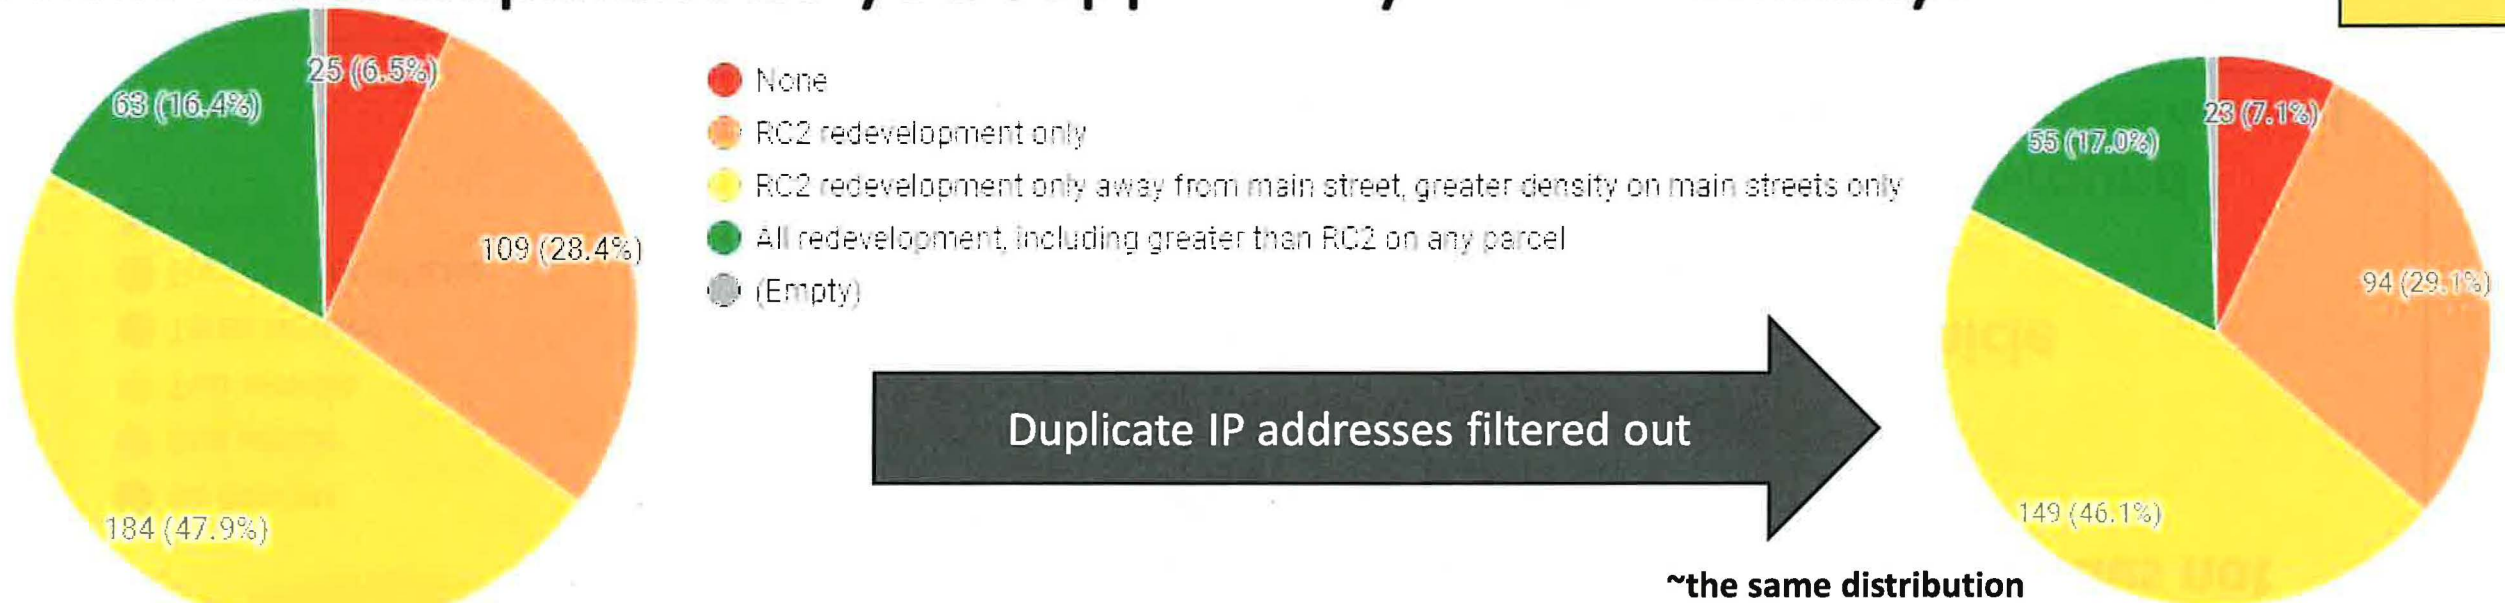 25 (6.5%)
63 (16.4%)
109 (28.4%)
184 (47.9%)
None
RC2 redevelopment only
RC2 redevelopment only away from main street, greater density on main streets only
All redevelopment, including greater than RC2 on any parcel
(Empty)
Duplicate IP addresses filtered out
23 (7.1%)
55 (17.0%)
94 (29.1%)
149 (46.1%)
~the same distribution